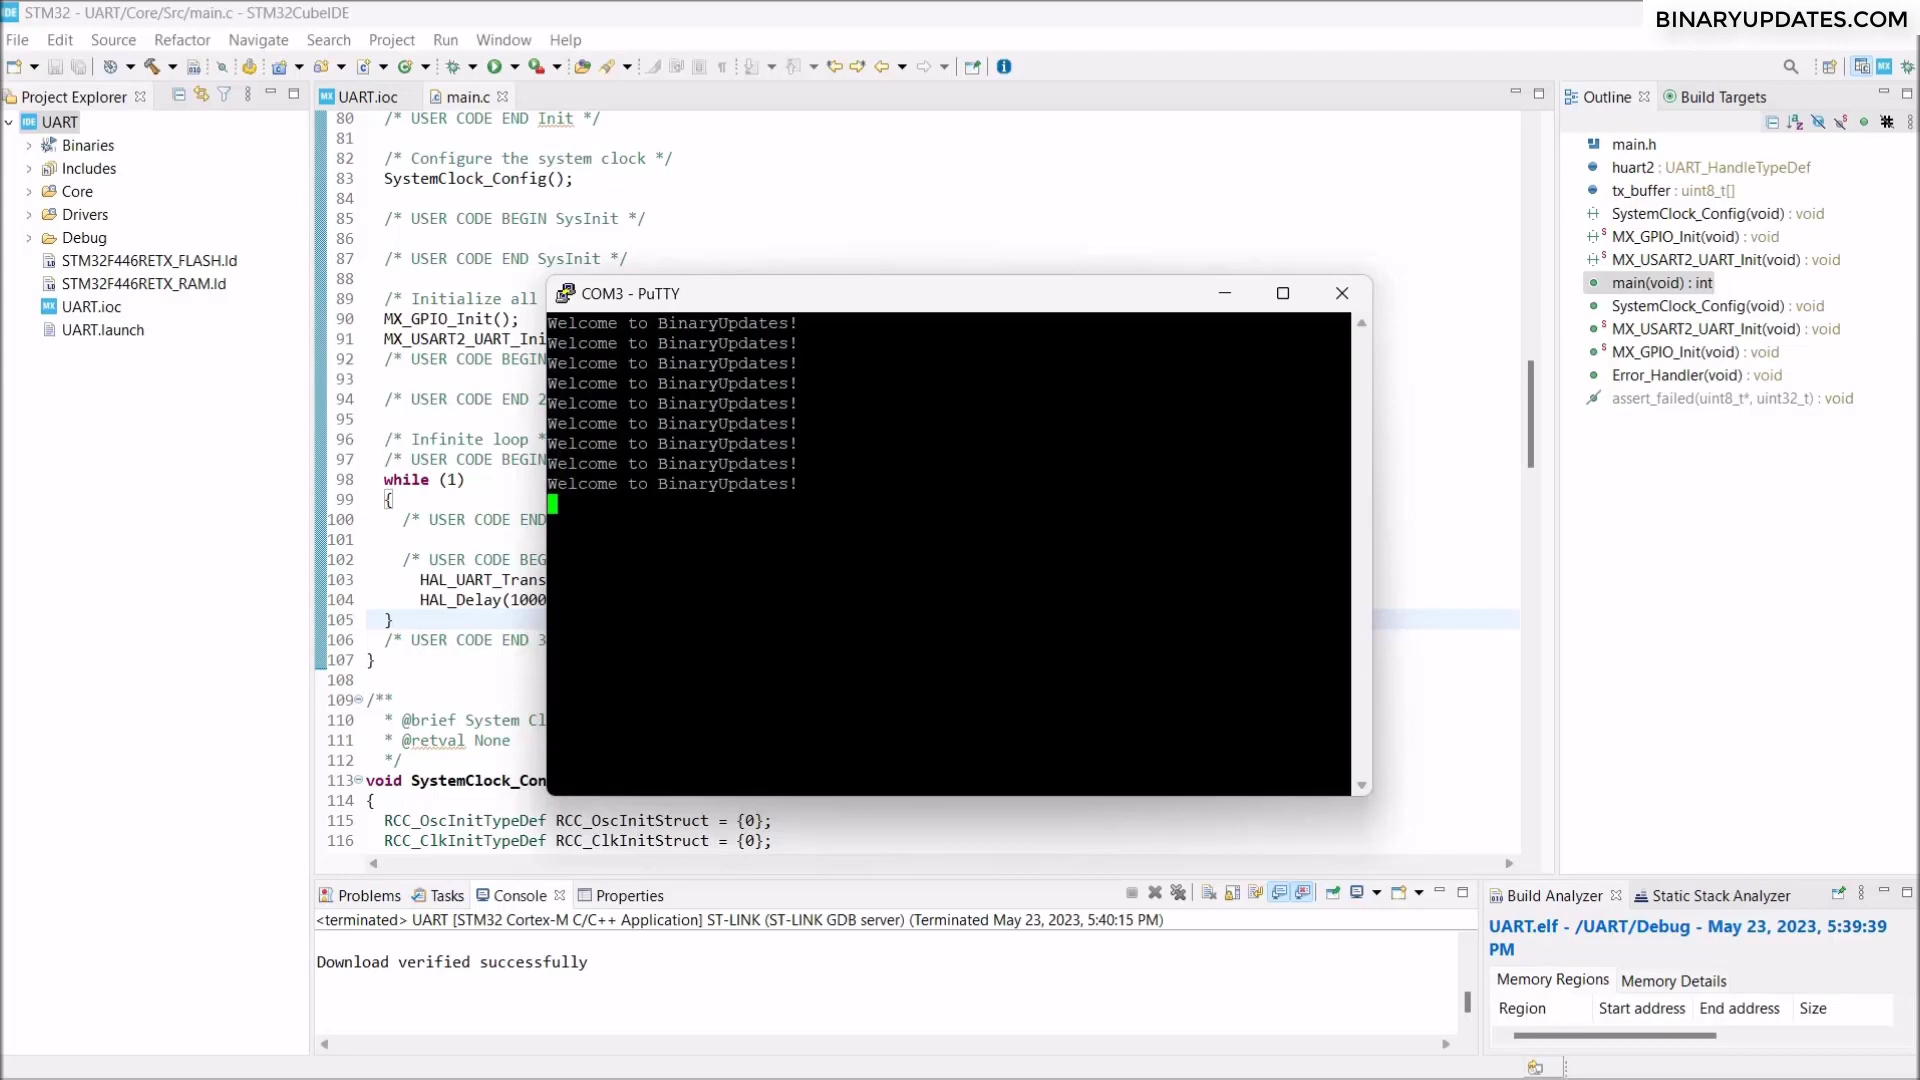 STM32 - UART/Core/Src/main.c - STM32CubeIDE
BINARYUPDATES.COM
File Edit Source Refactor Navigate Search Project Run Window Help
Project Explorer
UART
Binaries
Includes
Core
Drivers
Debug
STM32F446RETX_FLASH.ld
STM32F446RETX_RAM.ld
UART.ioc
UART.launch
UART.ioc main.c
80 /* USER CODE END Init */
81
82 /* Configure the system clock */
83 SystemClock_Config();
84
85 /* USER CODE BEGIN SysInit */
86
87 /* USER CODE END SysInit */
88
89 /* Initialize all
90 MX_GPIO_Init();
91 MX_USART2_UART_Ini
92 /* USER CODE BEGIN
93
94 /* USER CODE END 2
95
96 /* Infinite loop *
97 /* USER CODE BEGIN
98 while (1)
99 {
100 /* USER CODE END
101
102 /* USER CODE BEG
103 HAL_UART_Trans
104 HAL_Delay(1000
105 }
106 /* USER CODE END 3
107 }
108
109 /**
110 * @brief System Cl
111 * @retval None
112 */
113 void SystemClock_Con
114 {
115 RCC_OscInitTypeDef RCC_OscInitStruct = {0};
116 RCC_ClkInitTypeDef RCC_ClkInitStruct = {0};
COM3 - PuTTY
Welcome to BinaryUpdates!
Welcome to BinaryUpdates!
Welcome to BinaryUpdates!
Welcome to BinaryUpdates!
Welcome to BinaryUpdates!
Welcome to BinaryUpdates!
Welcome to BinaryUpdates!
Welcome to BinaryUpdates!
Welcome to BinaryUpdates!
Outline Build Targets
main.h
huart2 : UART_HandleTypeDef
tx_buffer : uint8_t[]
SystemClock_Config(void) : void
MX_GPIO_Init(void) : void
MX_USART2_UART_Init(void) : void
main(void) : int
SystemClock_Config(void) : void
MX_USART2_UART_Init(void) : void
MX_GPIO_Init(void) : void
Error_Handler(void) : void
assert_failed(uint8_t*, uint32_t) : void
Problems Tasks Console Properties
<terminated> UART [STM32 Cortex-M C/C++ Application] ST-LINK (ST-LINK GDB server) (Terminated May 23, 2023, 5:40:15 PM)
Download verified successfully
Build Analyzer Static Stack Analyzer
UART.elf - /UART/Debug - May 23, 2023, 5:39:39
PM
Memory Regions Memory Details
Region Start address End address Size